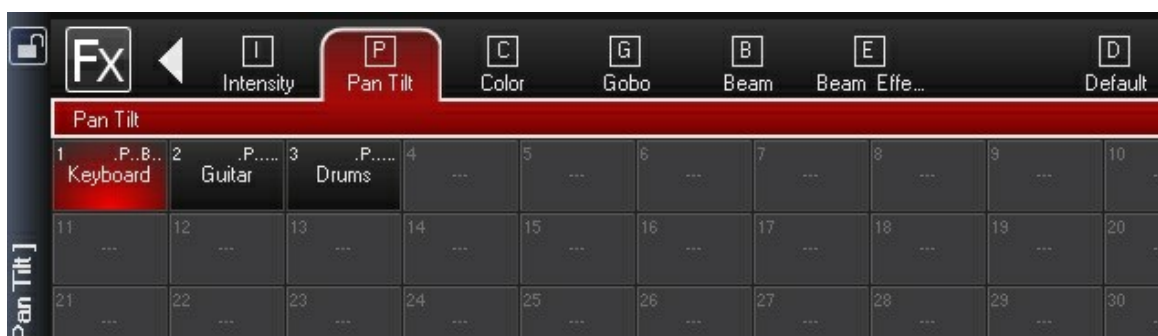 Fx
I P C G B E D
Intensity Pan Tilt Color Gobo Beam Beam Effe... Default
Pan Tilt
1 .P..B.. 2 .P..... 3 .P..... 4 5 6 7 8 9 10
Keyboard Guitar Drums --- --- --- --- --- ---
11 12 13 14 15 16 17 18 19 20
--- --- --- --- --- --- --- --- ---
21 22 23 24 25 26 27 28 29 30
--- --- --- --- --- --- --- --- ---
Pan Tilt]